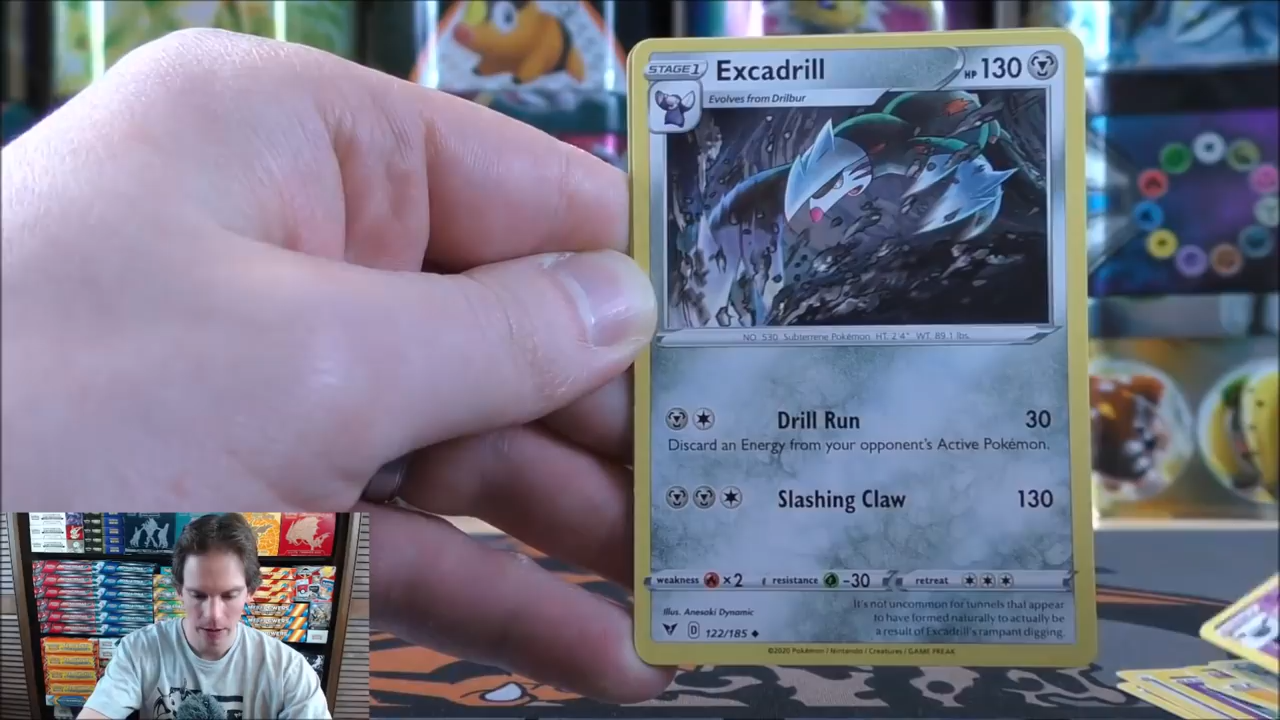 STAGE 1
Excadrill
HP 130
Evolves from Drilbur
NO. 530 Subterrene Pokémon HT. 2'4" WT. 89.1 lbs.
Drill Run 30
Discard an Energy from your opponent's Active Pokémon.
Slashing Claw 130
weakness ×2 resistance -30 retreat
Illus. Anesaki Dynamic
It's not uncommon for tunnels that appear
to have formed naturally to actually be
a result of Excadrill's rampant digging.
D 122/185
©2020 Pokémon / Nintendo / Creatures / GAME FREAK